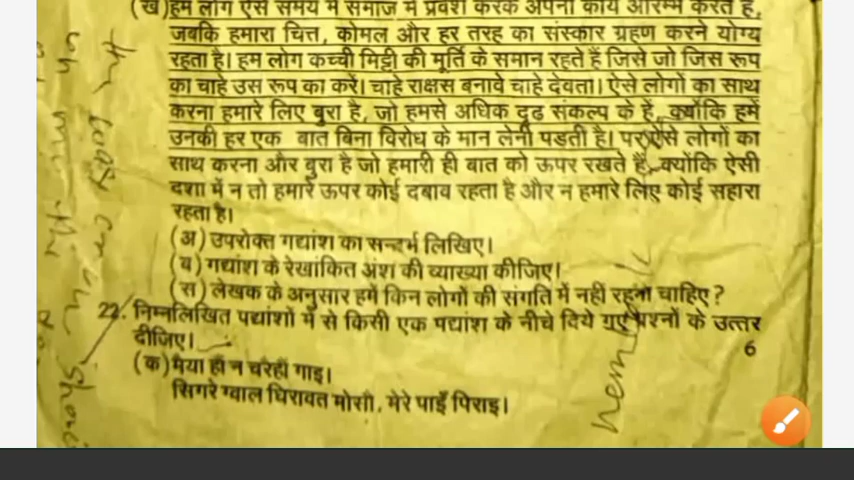 (ख) हम लोग ऐसे समय में समाज में प्रवेश करके अपना कार्य आरम्भ करते हैं,
जबकि हमारा चित्त, कोमल और हर तरह का संस्कार ग्रहण करने योग्य
रहता है। हम लोग कच्ची मिट्टी की मूर्ति के समान रहते हैं जिसे जो जिस रूप
का चाहे उस रूप का करें। चाहे राक्षस बनावे चाहे देवता। ऐसे लोगों का साथ
करना हमारे लिए बुरा है, जो हमसे अधिक दृढ़ संकल्प के हैं, क्योंकि हमें
उनकी हर एक बात बिना विरोध के मान लेनी पड़ती है। पर ऐसे लोगों का
साथ करना और बुरा है जो हमारी ही बात को ऊपर रखते हैं, क्योंकि ऐसी
दशा में न तो हमारे ऊपर कोई दबाव रहता है और न हमारे लिए कोई सहारा
रहता है।
(अ) उपरोक्त गद्यांश का सन्दर्भ लिखिए।
(ब) गद्यांश के रेखांकित अंश की व्याख्या कीजिए।
(स) लेखक के अनुसार हमें किन लोगों की संगति में नहीं रहना चाहिए ?
22. निम्नलिखित पद्यांशों में से किसी एक पद्यांश के नीचे दिये गए प्रश्नों के उत्तर
दीजिए।
6
(क) मैया हौं न चरैहौं गाइ।
सिगरे ग्वाल घिरावत मोसों, मेरे पाइँ पिराइ।